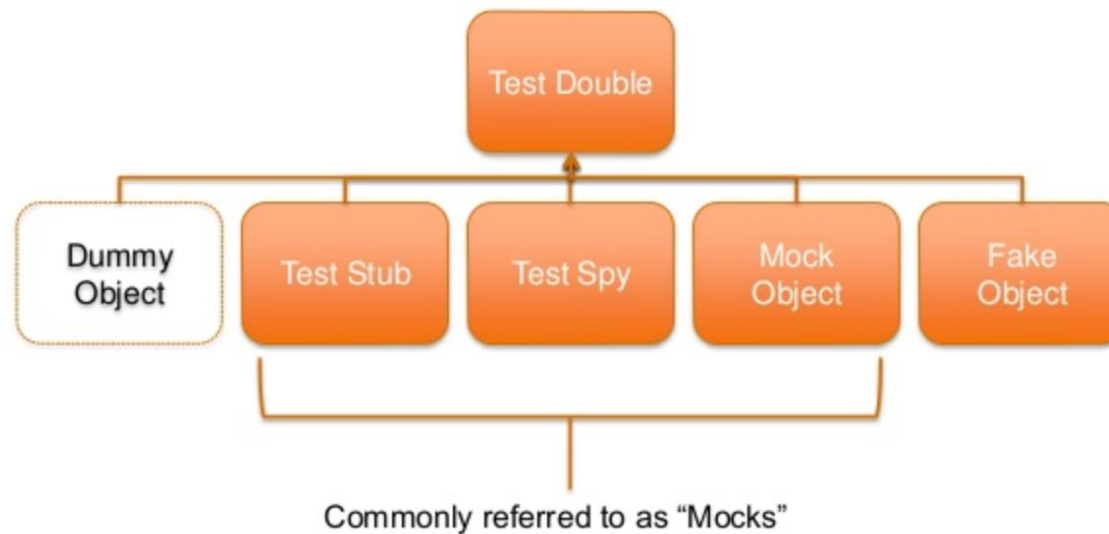 Test Double
Dummy
Object
Test Stub
Test Spy
Mock
Object
Fake
Object
Commonly referred to as “Mocks”